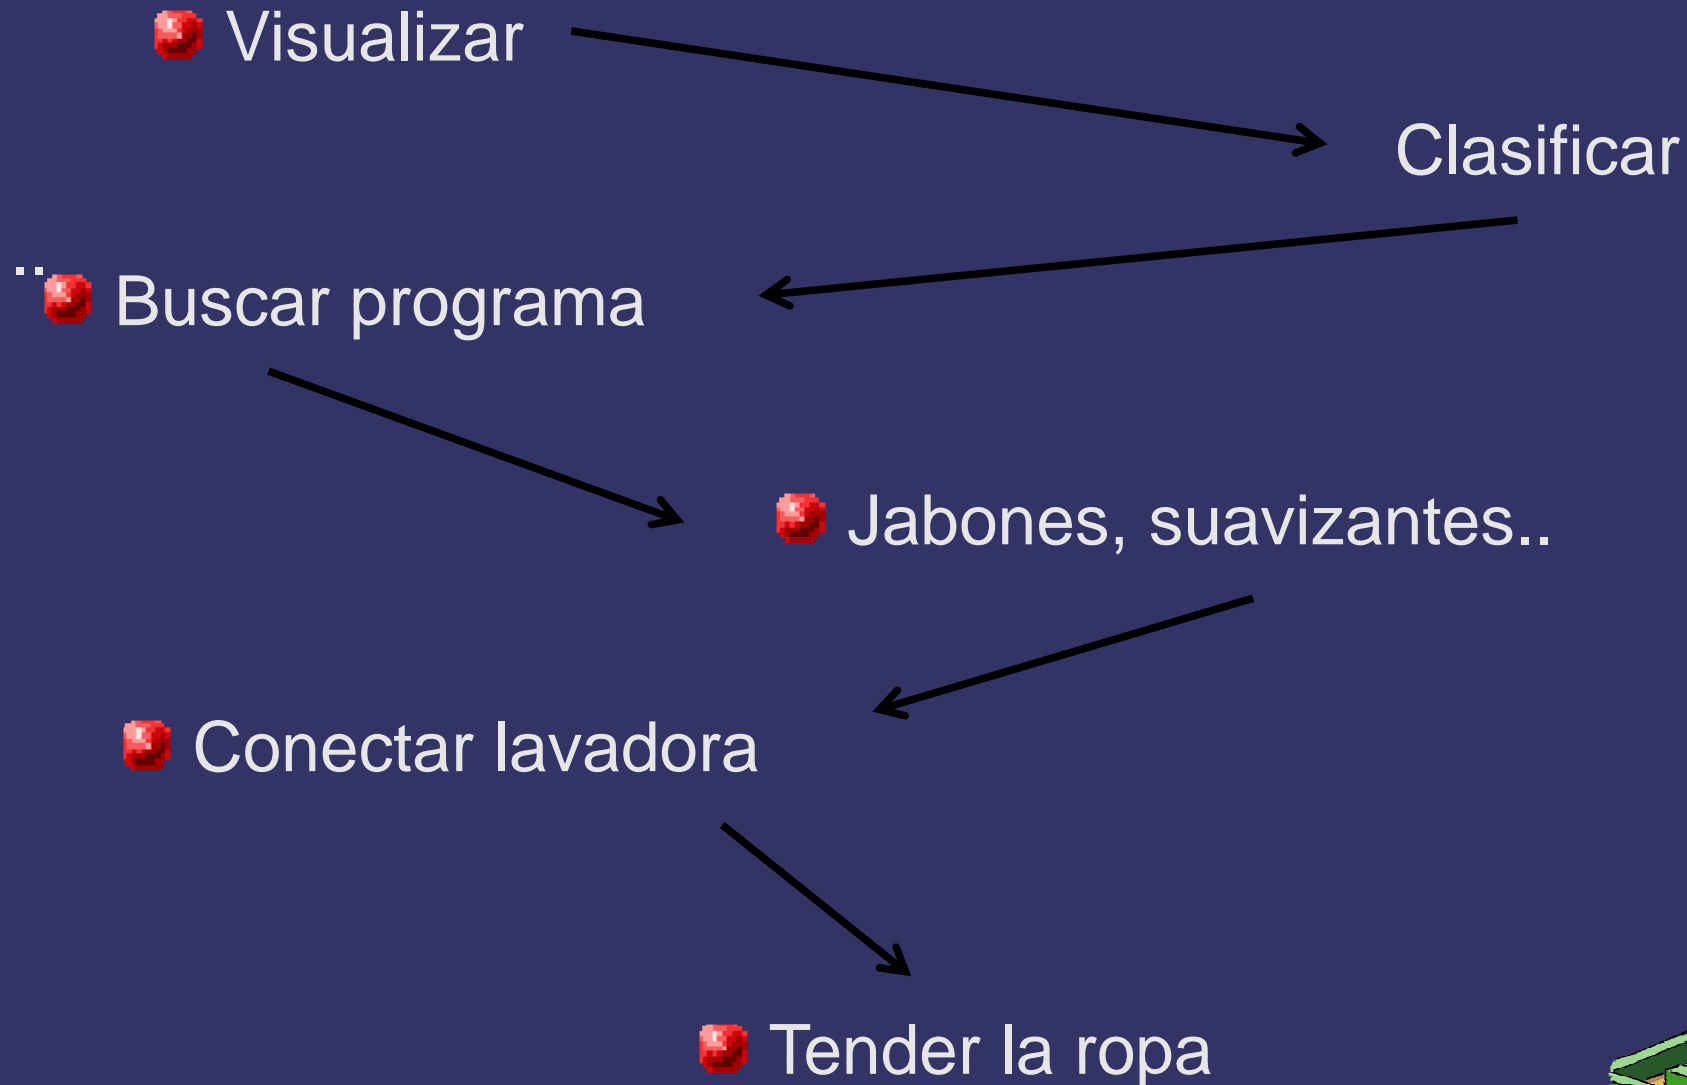 Visualizar
Clasificar
..
Buscar programa
Jabones, suavizantes..
Conectar lavadora
Tender la ropa